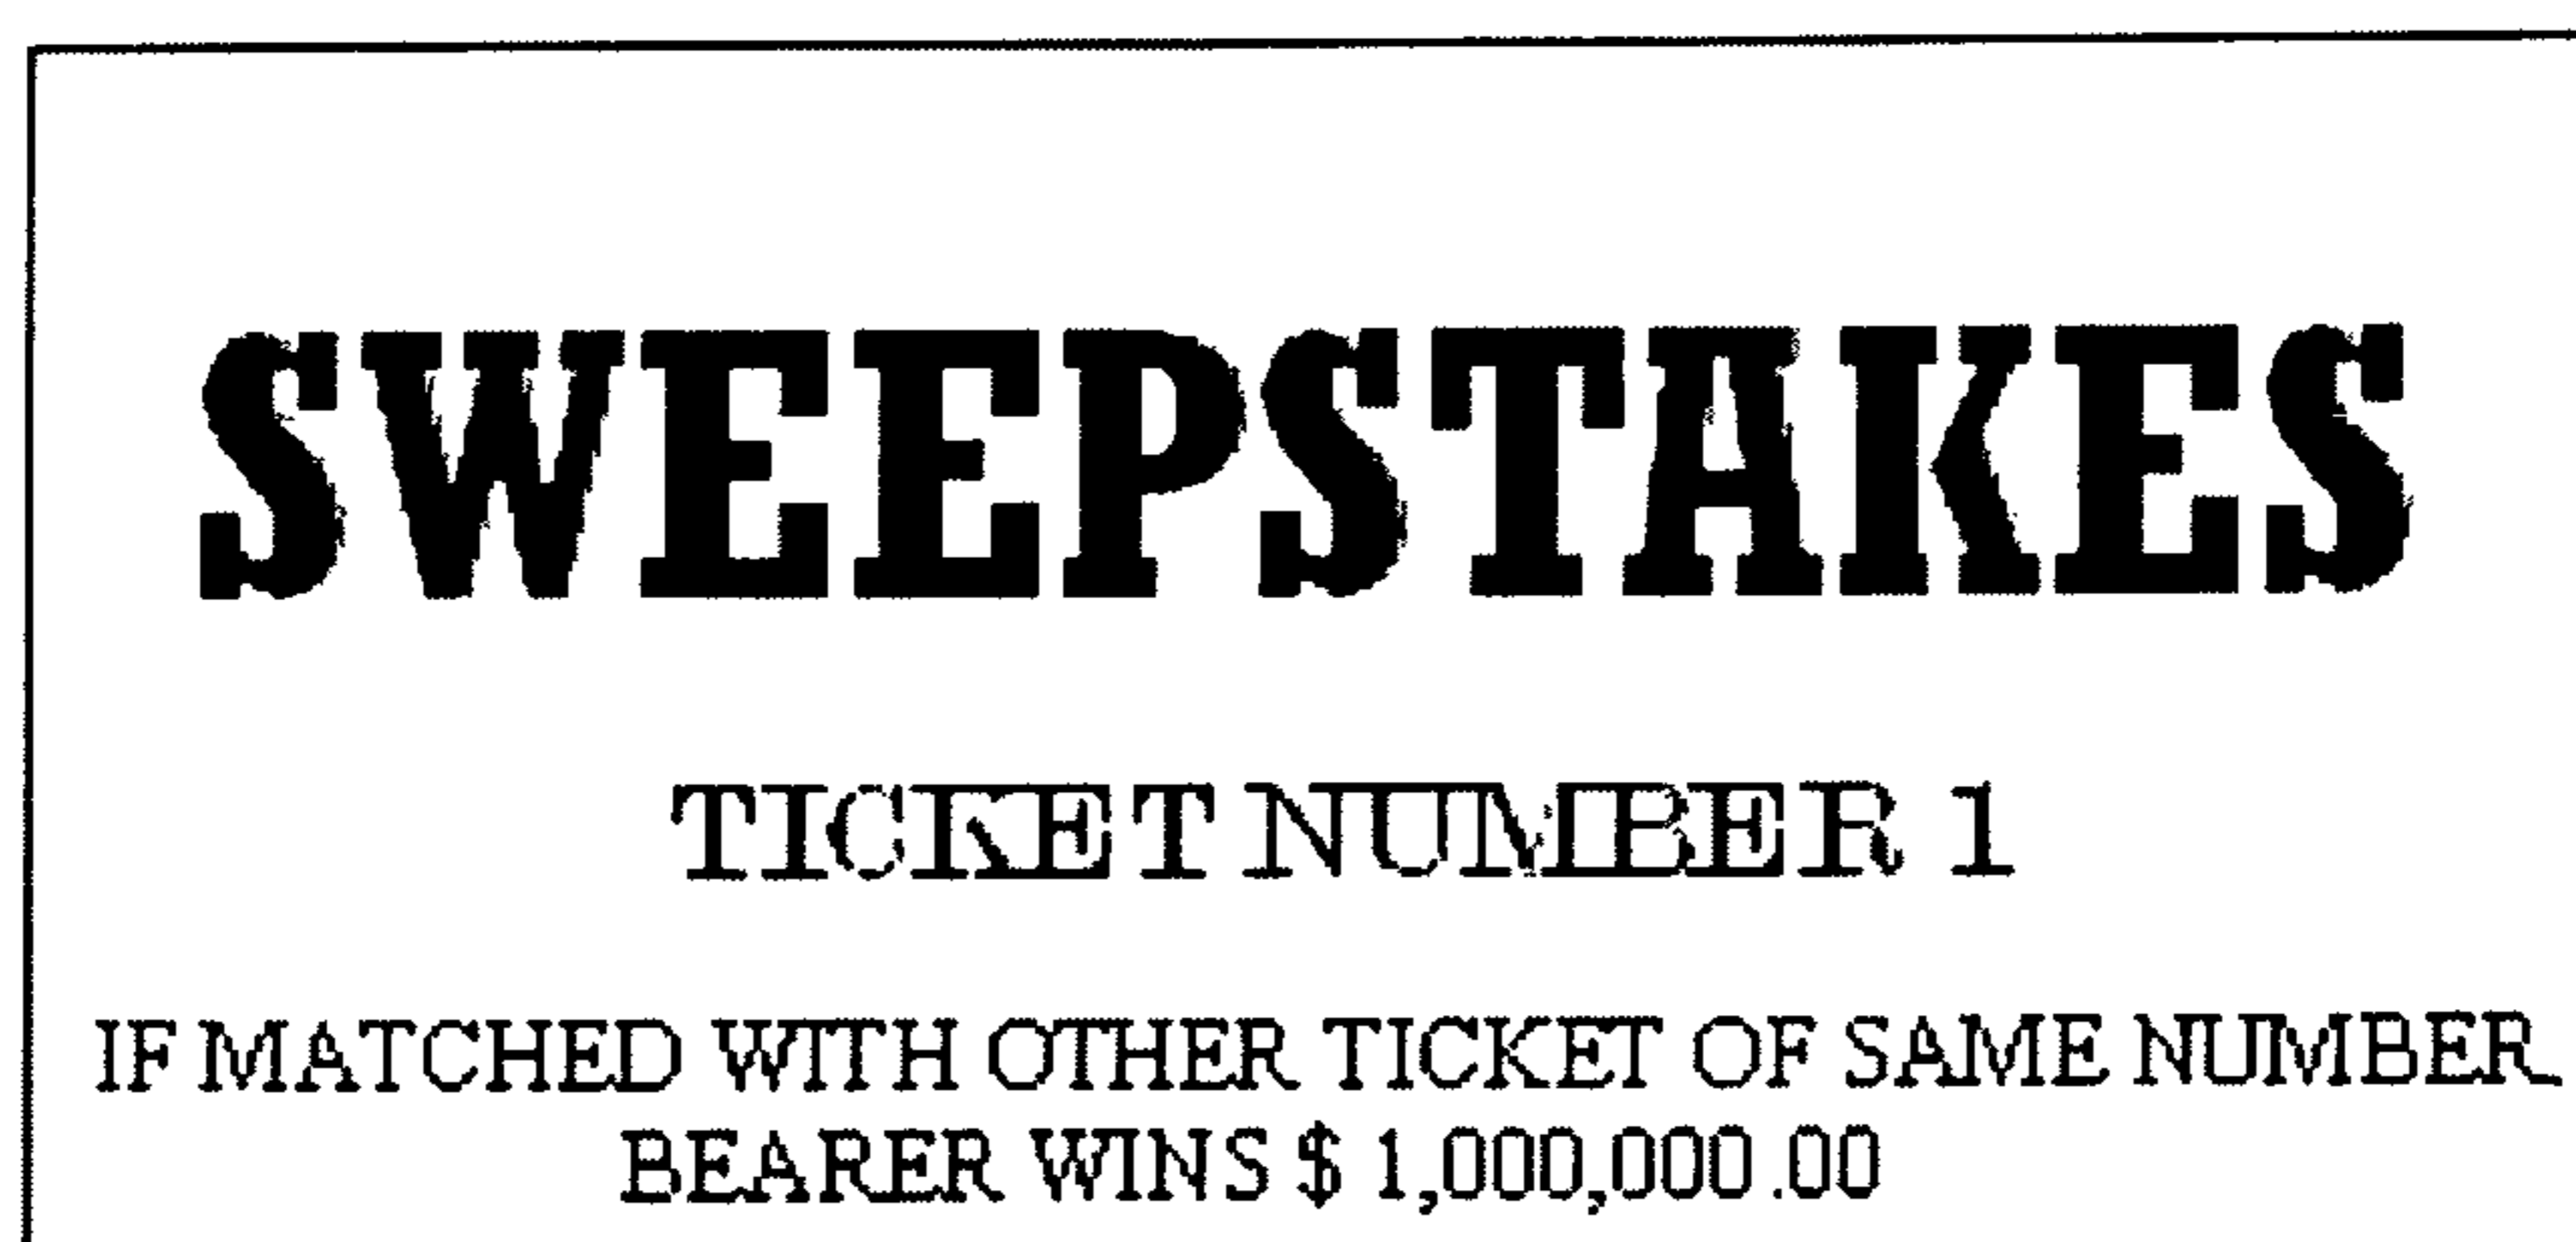 SWEEPSTAKES
TICKET NUMBER 1
IF MATCHED WITH OTHER TICKET OF SAME NUMBER
BEARER WINS $ 1,000,000.00